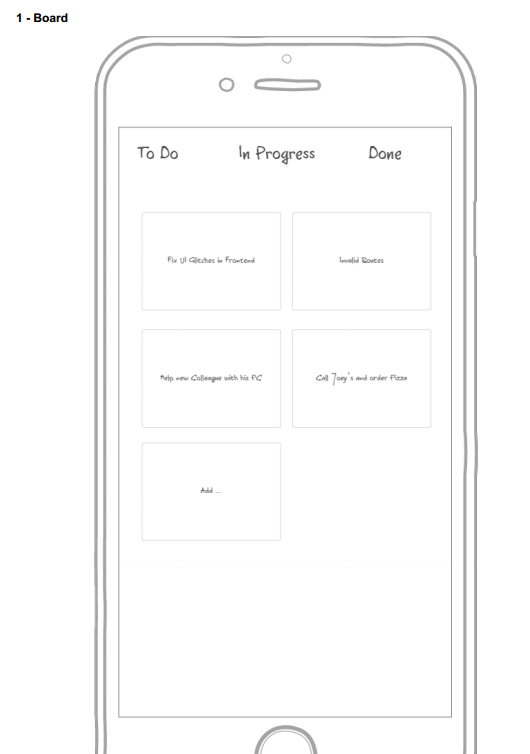 1 - Board
To Do In Progress Done
Fix UI Glitches in Frontend
Invalid Routes
Help new Colleague with his PC
Call Joey's and order Pizza
Add ...